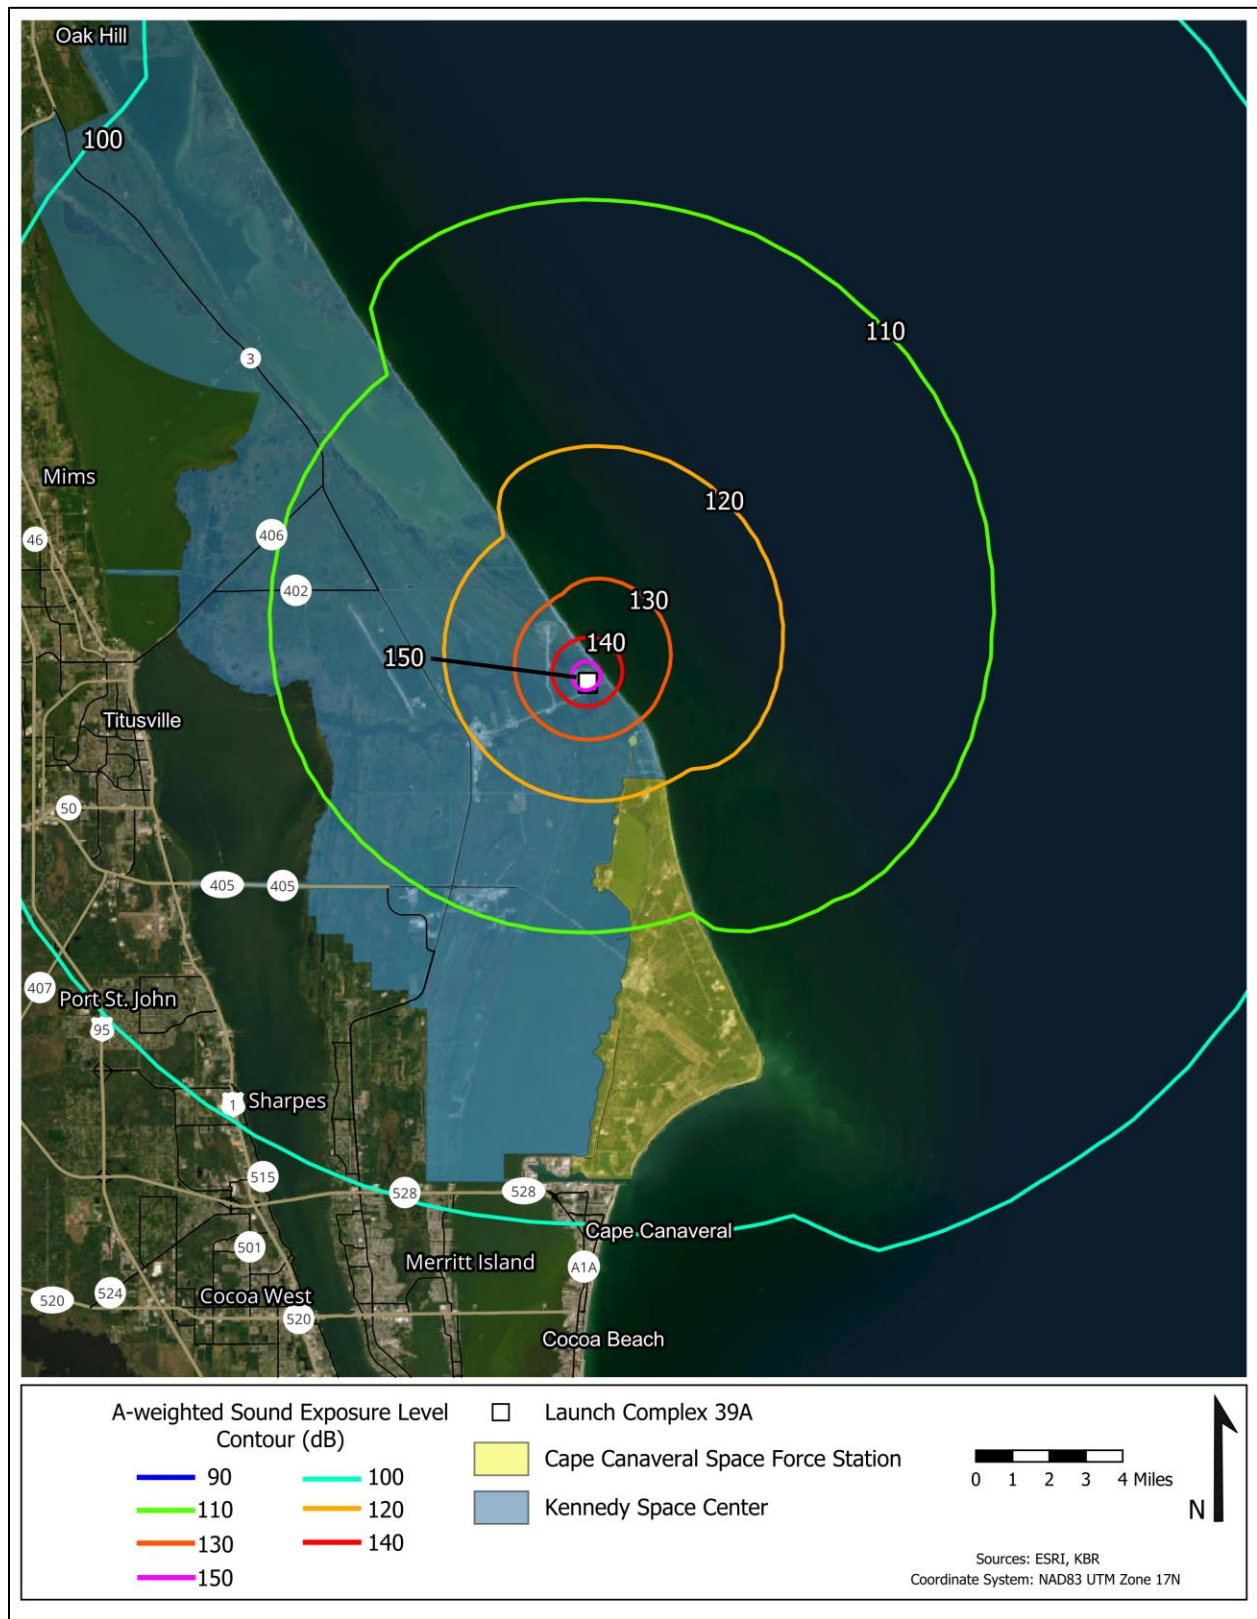 Oak Hill
100
110
3
Mims
120
46
406
402
130
140
150
Titusville
50
405
405
407
Port St. John
95
1
Sharpes
515
528
528
Cape Canaveral
501
Merritt Island
A1A
524
520
Cocoa West
520
Cocoa Beach
A-weighted Sound Exposure Level
Contour (dB)
90
100
110
120
130
140
150
Launch Complex 39A
Cape Canaveral Space Force Station
Kennedy Space Center
0 1 2 3 4 Miles
N
Sources: ESRI, KBR
Coordinate System: NAD83 UTM Zone 17N